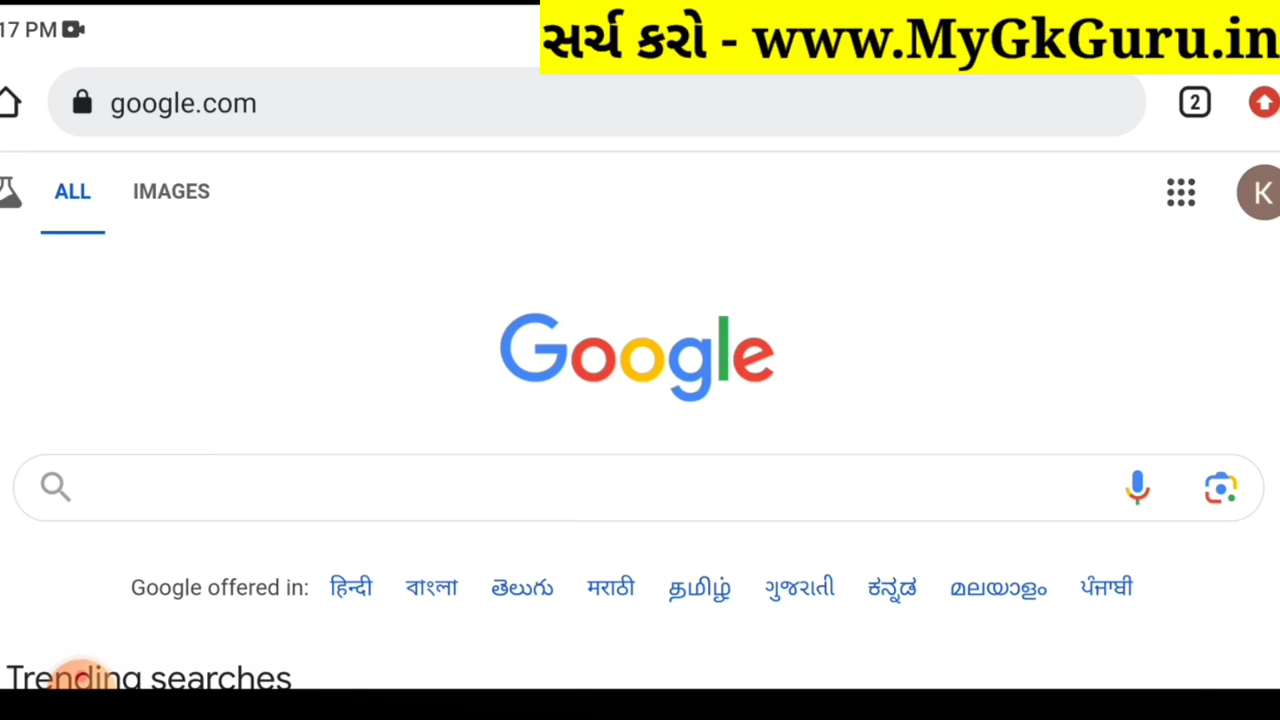 17 PM
સર્ચ કરો - www.MyGkGuru.in
google.com
2
ALL IMAGES
K
Google
Google offered in: हिन्दी বাংলা తెలుగు मराठी தமிழ் ગુજરાતી ಕನ್ನಡ മലയാളം ਪੰਜਾਬੀ
Trending searches